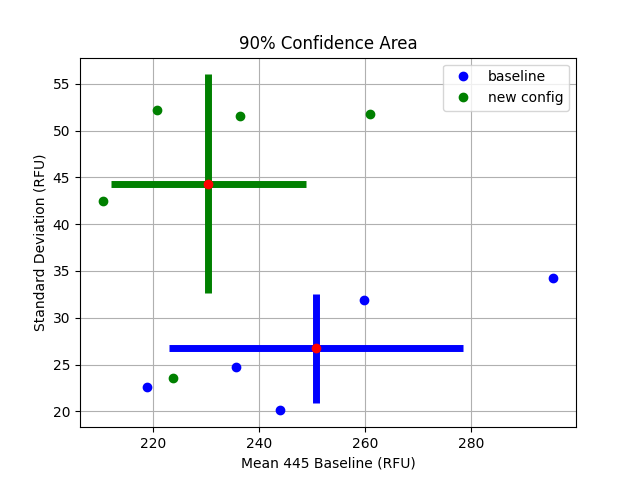 90% Confidence Area
baseline
new config
Standard Deviation (RFU)
55
50
45
40
35
30
25
20
220 240 260 280
Mean 445 Baseline (RFU)